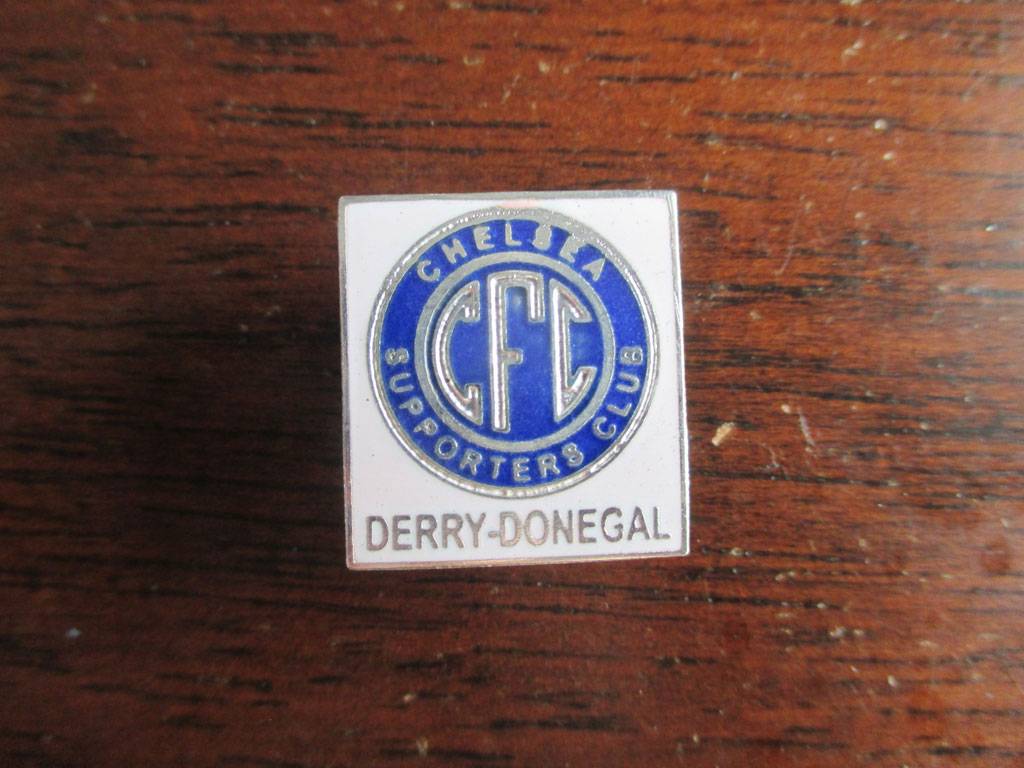 CHELSEA
CFC
SUPPORTERS CLUB
DERRY-DONEGAL